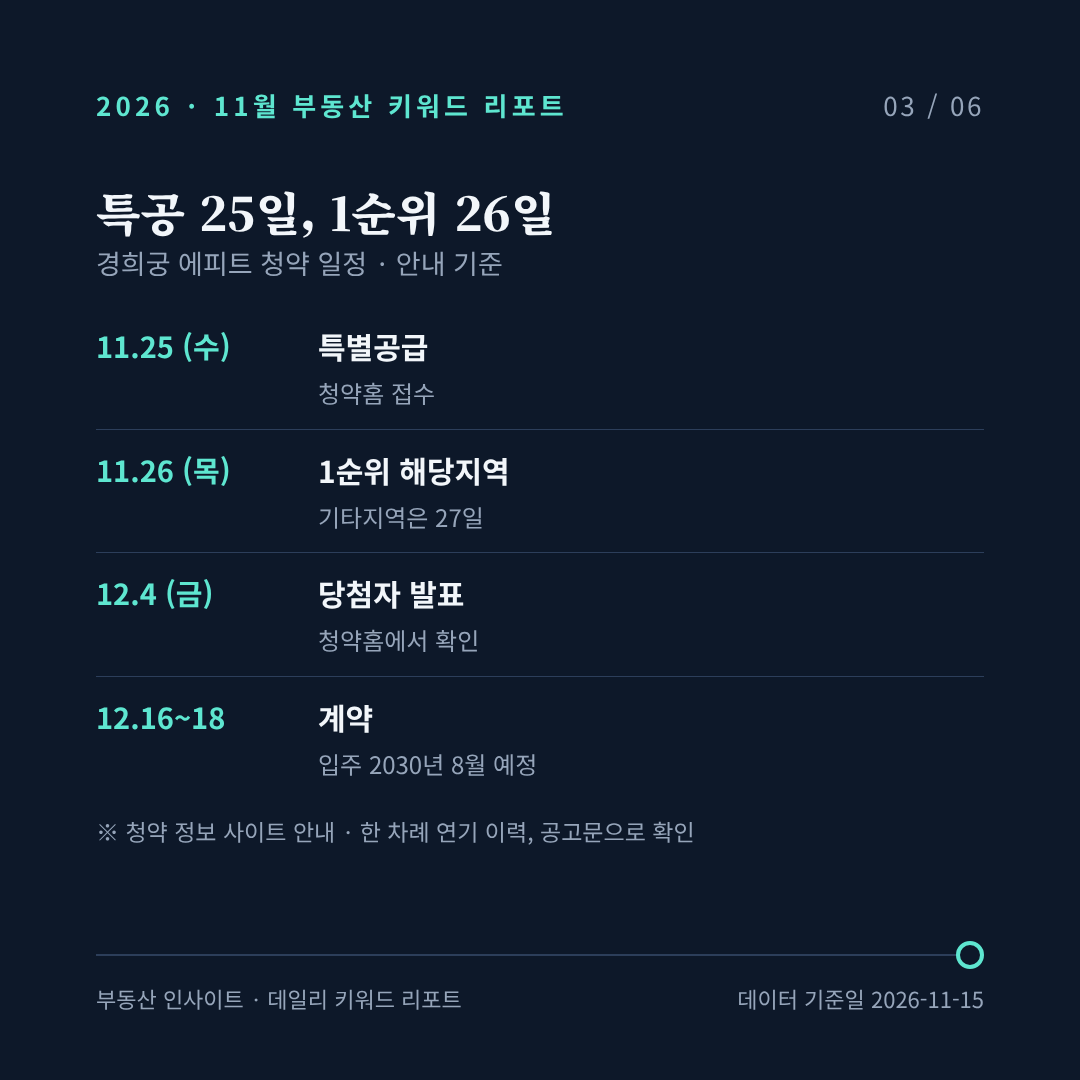 2026 · 11월 부동산 키워드 리포트
03 / 06
특공 25일, 1순위 26일
경희궁 에피트 청약 일정 · 안내 기준
11.25 (수)
특별공급
청약홈 접수
11.26 (목)
1순위 해당지역
기타지역은 27일
12.4 (금)
당첨자 발표
청약홈에서 확인
12.16~18
계약
입주 2030년 8월 예정
※ 청약 정보 사이트 안내 · 한 차례 연기 이력, 공고문으로 확인
부동산 인사이트 · 데일리 키워드 리포트
데이터 기준일 2026-11-15